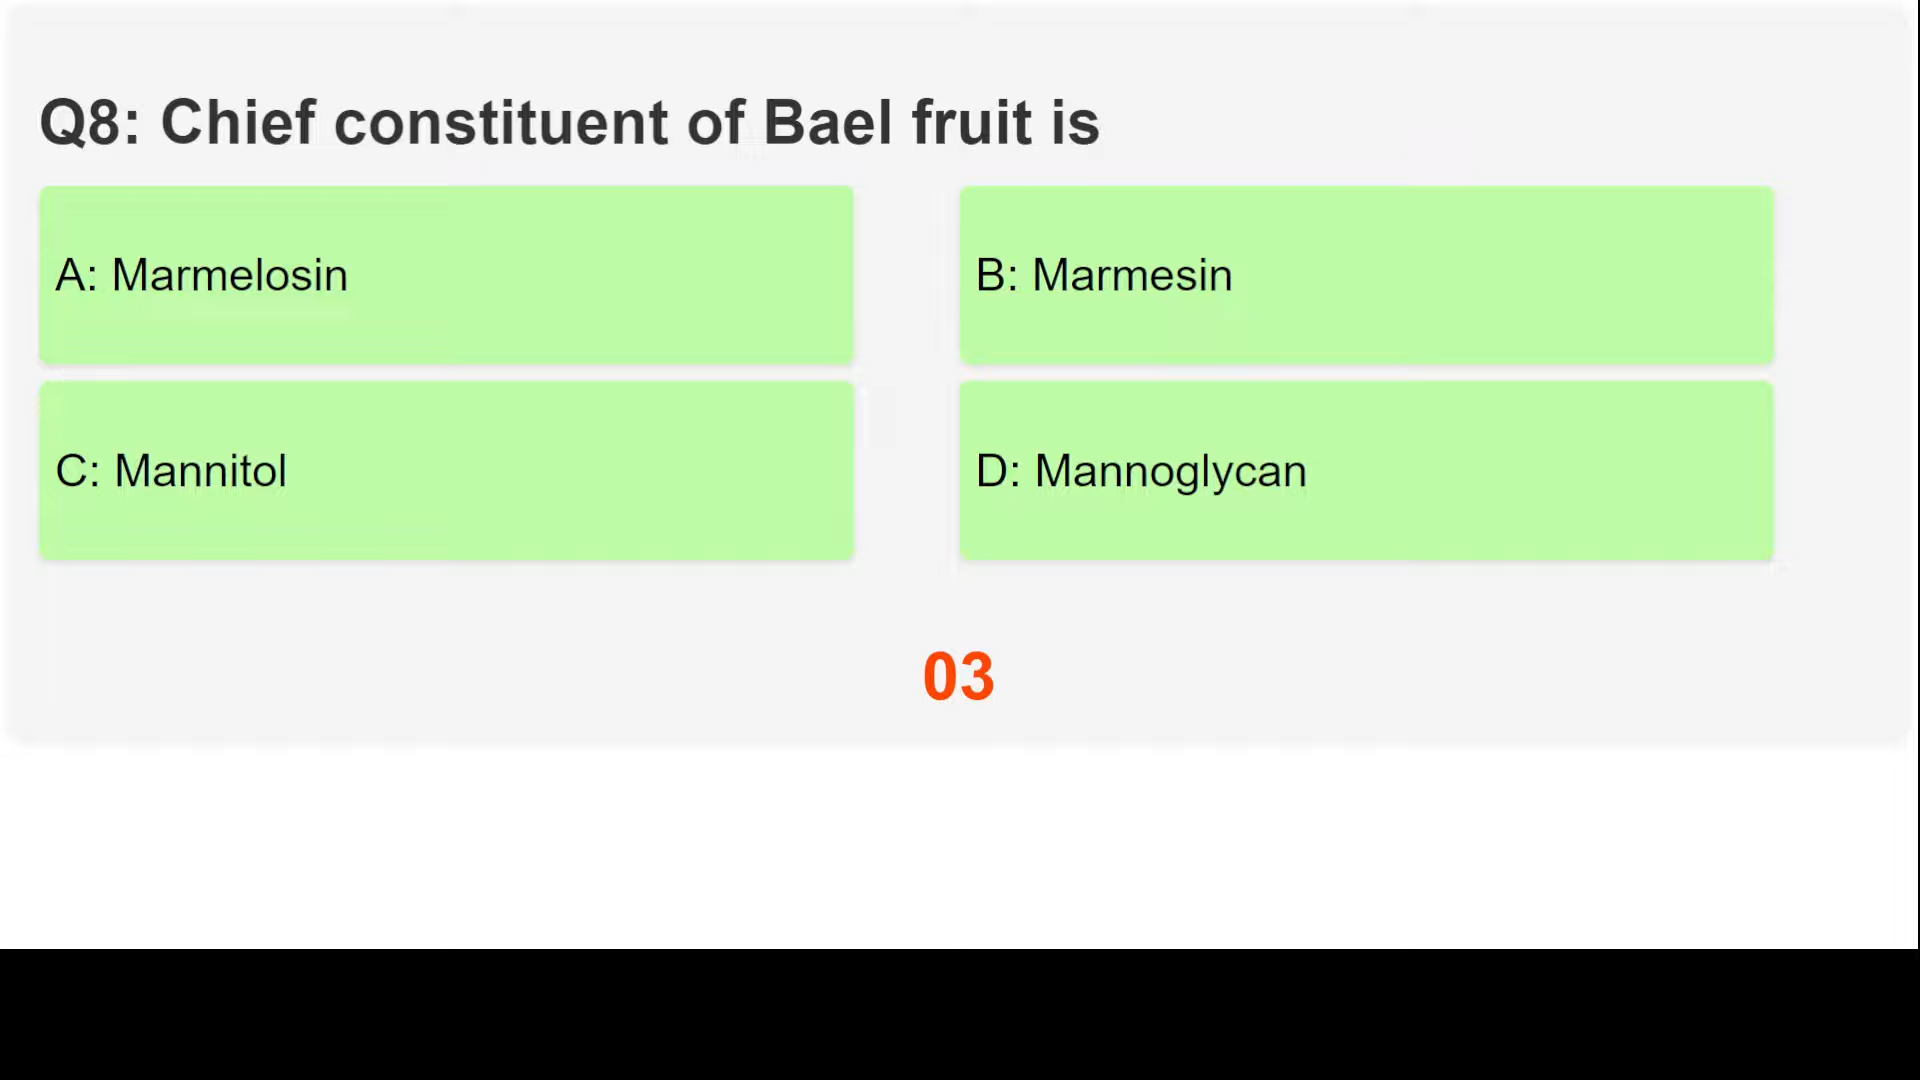 Q8: Chief constituent of Bael fruit is
A: Marmelosin
B: Marmesin
C: Mannitol
D: Mannoglycan
03